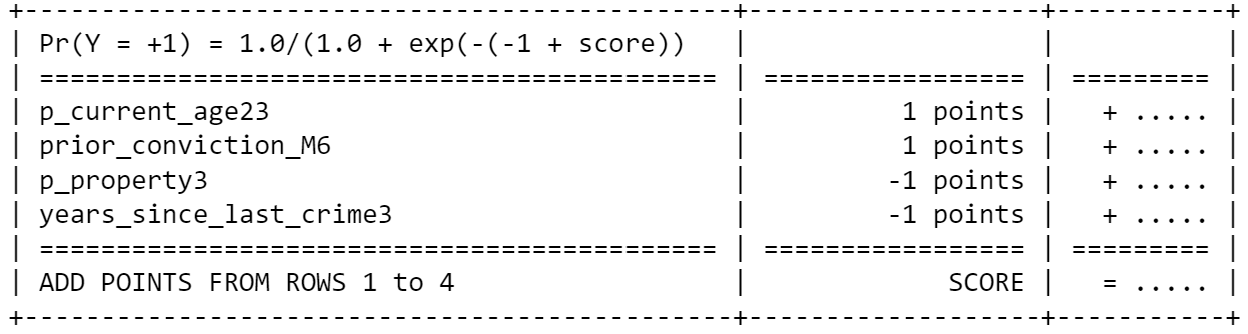 +----------------------------------------------+-------------------+-----------+
| Pr(Y = +1) = 1.0/(1.0 + exp(-(-1 + score))   |                   |           |
| ============================================ | ================= | ========= |
| p_current_age23                              |          1 points |   + ..... |
| prior_conviction_M6                          |          1 points |   + ..... |
| p_property3                                  |         -1 points |   + ..... |
| years_since_last_crime3                      |         -1 points |   + ..... |
| ============================================ | ================= | ========= |
| ADD POINTS FROM ROWS 1 to 4                  |             SCORE |   = ..... |
+----------------------------------------------+-------------------+-----------+